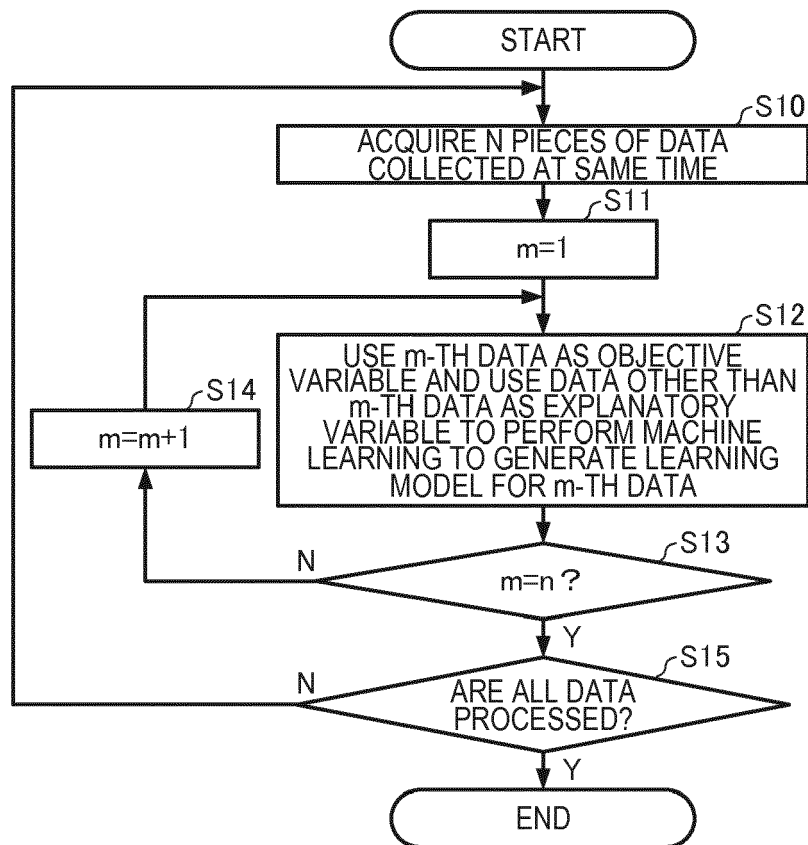 START
S10
ACQUIRE N PIECES OF DATA
COLLECTED AT SAME TIME
S11
m=1
S12
USE m-TH DATA AS OBJECTIVE
VARIABLE AND USE DATA OTHER THAN
m-TH DATA AS EXPLANATORY
VARIABLE TO PERFORM MACHINE
LEARNING TO GENERATE LEARNING
MODEL FOR m-TH DATA
S14
m=m+1
S13
N
m=n?
Y
S15
N
ARE ALL DATA
PROCESSED?
Y
END